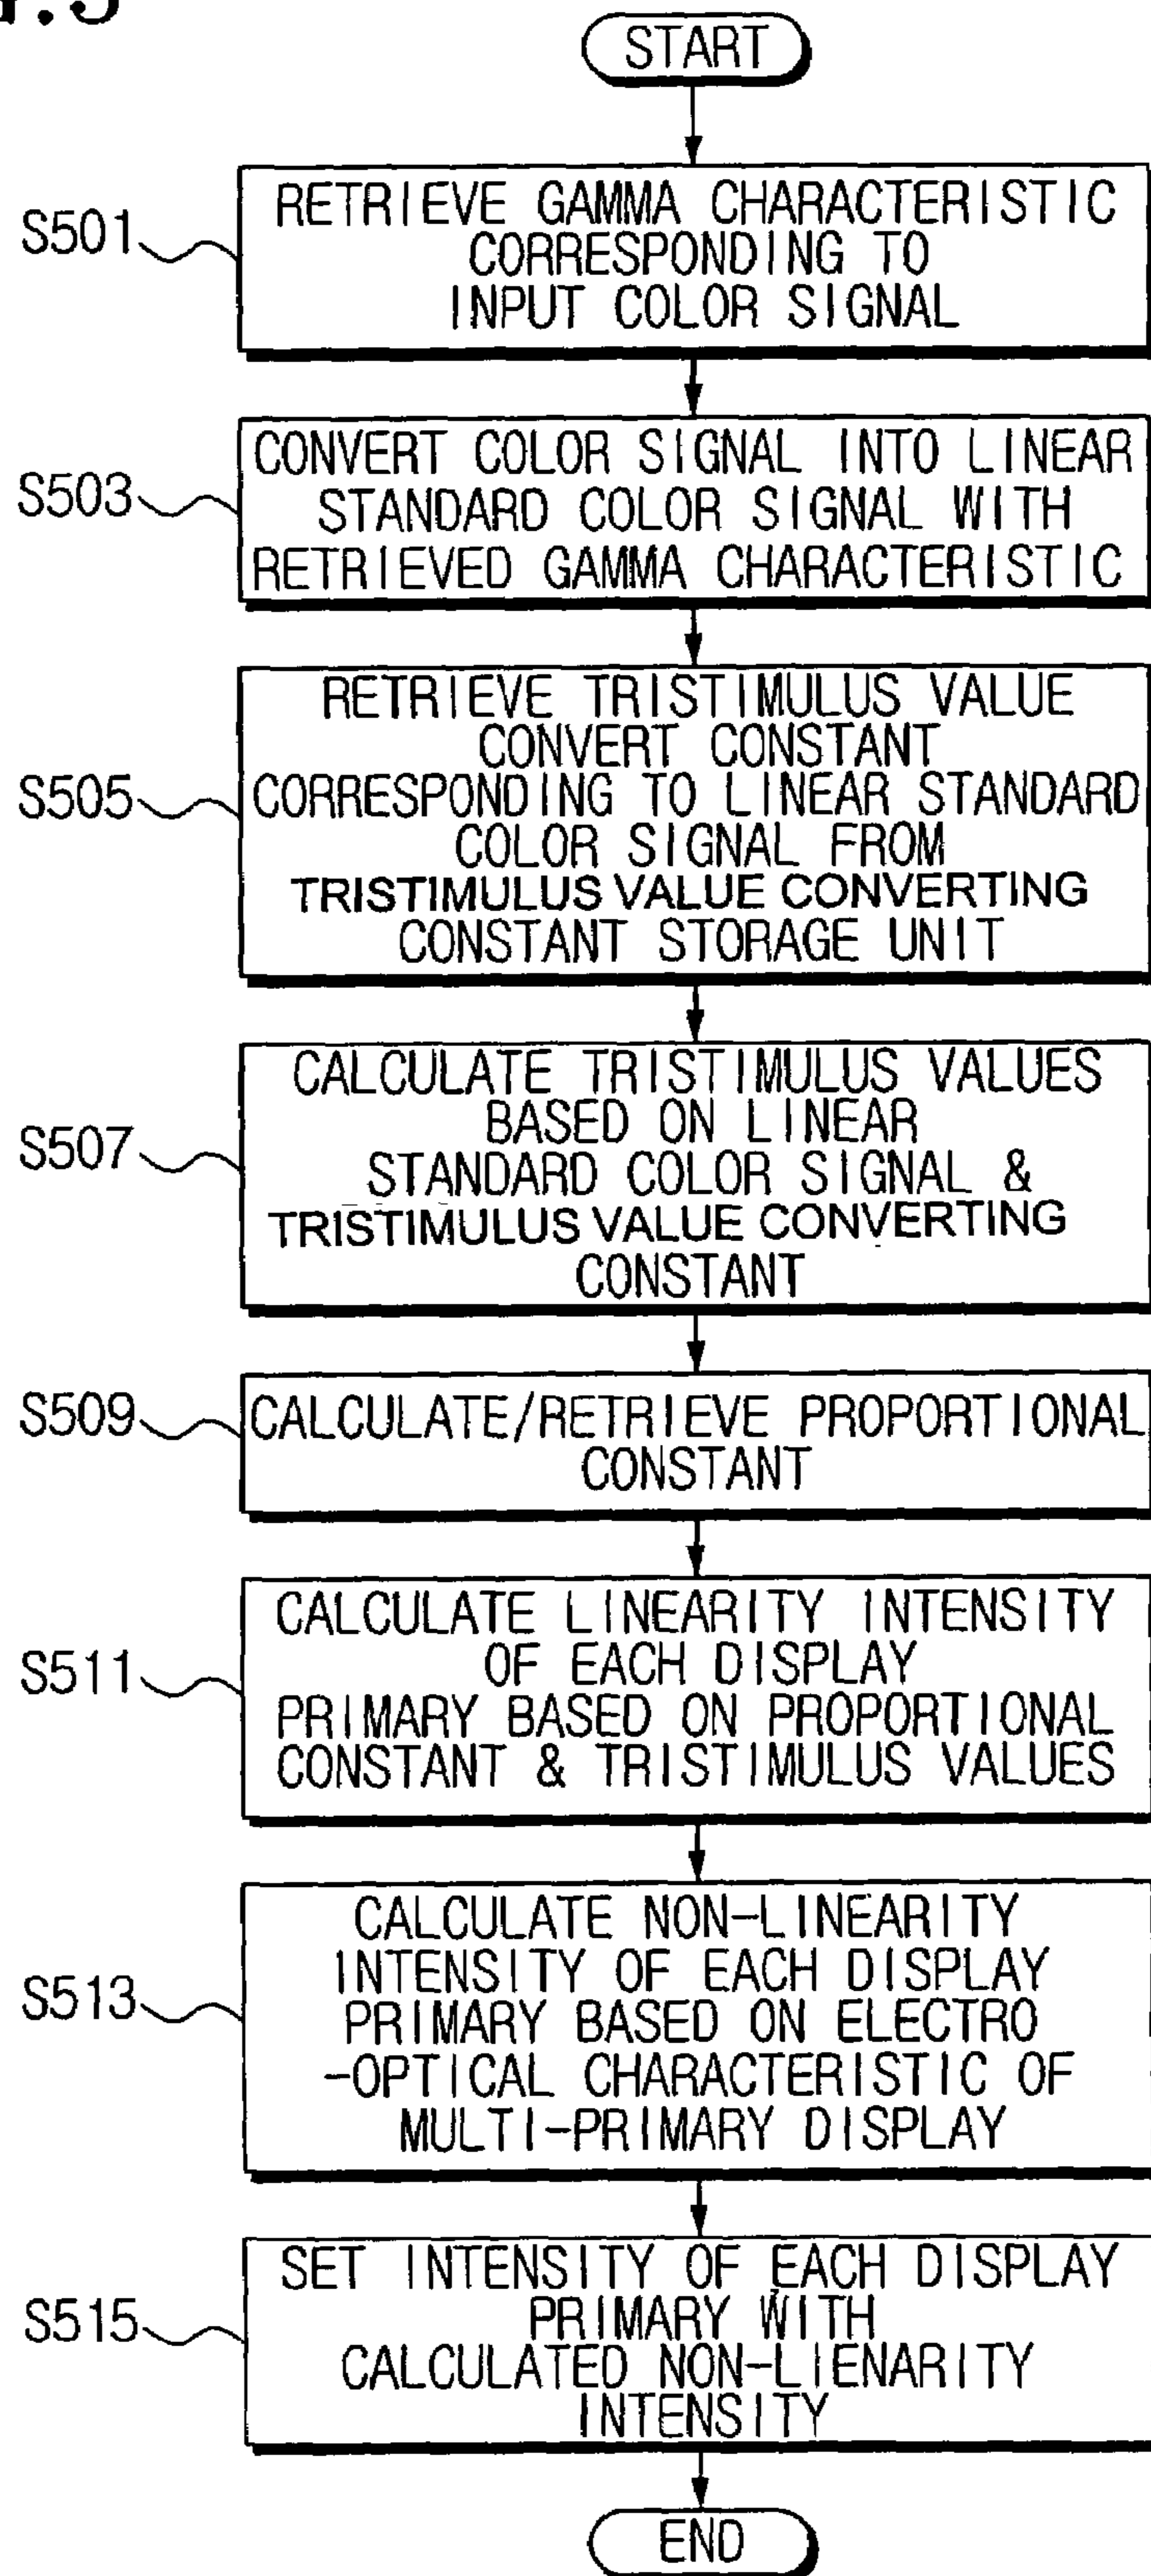 START
S501
RETRIEVE GAMMA CHARACTERISTIC
CORRESPONDING TO
INPUT COLOR SIGNAL
S503
CONVERT COLOR SIGNAL INTO LINEAR
STANDARD COLOR SIGNAL WITH
RETRIEVED GAMMA CHARACTERISTIC
S505
RETRIEVE TRISTIMULUS VALUE
CONVERT CONSTANT
CORRESPONDING TO LINEAR STANDARD
COLOR SIGNAL FROM
TRISTIMULUS VALUE CONVERTING
CONSTANT STORAGE UNIT
S507
CALCULATE TRISTIMULUS VALUES
BASED ON LINEAR
STANDARD COLOR SIGNAL &
TRISTIMULUS VALUE CONVERTING
CONSTANT
S509
CALCULATE/RETRIEVE PROPORTIONAL
CONSTANT
S511
CALCULATE LINEARITY INTENSITY
OF EACH DISPLAY
PRIMARY BASED ON PROPORTIONAL
CONSTANT & TRISTIMULUS VALUES
S513
CALCULATE NON-LINEARITY
INTENSITY OF EACH DISPLAY
PRIMARY BASED ON ELECTRO
-OPTICAL CHARACTERISTIC OF
MULTI-PRIMARY DISPLAY
S515
SET INTENSITY OF EACH DISPLAY
PRIMARY WITH
CALCULATED NON-LIENARITY
INTENSITY
END